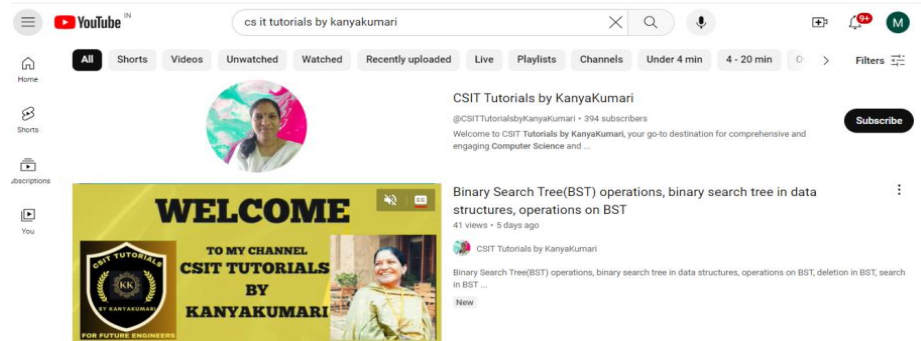 YouTube IN
cs it tutorials by kanyakumari
9+
M
All Shorts Videos Unwatched Watched Recently uploaded Live Playlists Channels Under 4 min 4 - 20 min Filters
Home
Shorts
Subscriptions
You
CSIT Tutorials by KanyaKumari
@CSITTutorialsbyKanyaKumari • 394 subscribers
Welcome to CSIT Tutorials by KanyaKumari, your go-to destination for comprehensive and
engaging Computer Science and ...
Subscribe
WELCOME
TO MY CHANNEL
CSIT TUTORIALS
BY
KANYAKUMARI
CSIT TUTORIALS
KK
BY KANYAKUMARI
FOR FUTURE ENGINEERS
CC
Binary Search Tree(BST) operations, binary search tree in data
structures, operations on BST
41 views • 5 days ago
CSIT Tutorials by KanyaKumari
Binary Search Tree(BST) operations, binary search tree in data structures, operations on BST, deletion in BST, search
in BST ...
New